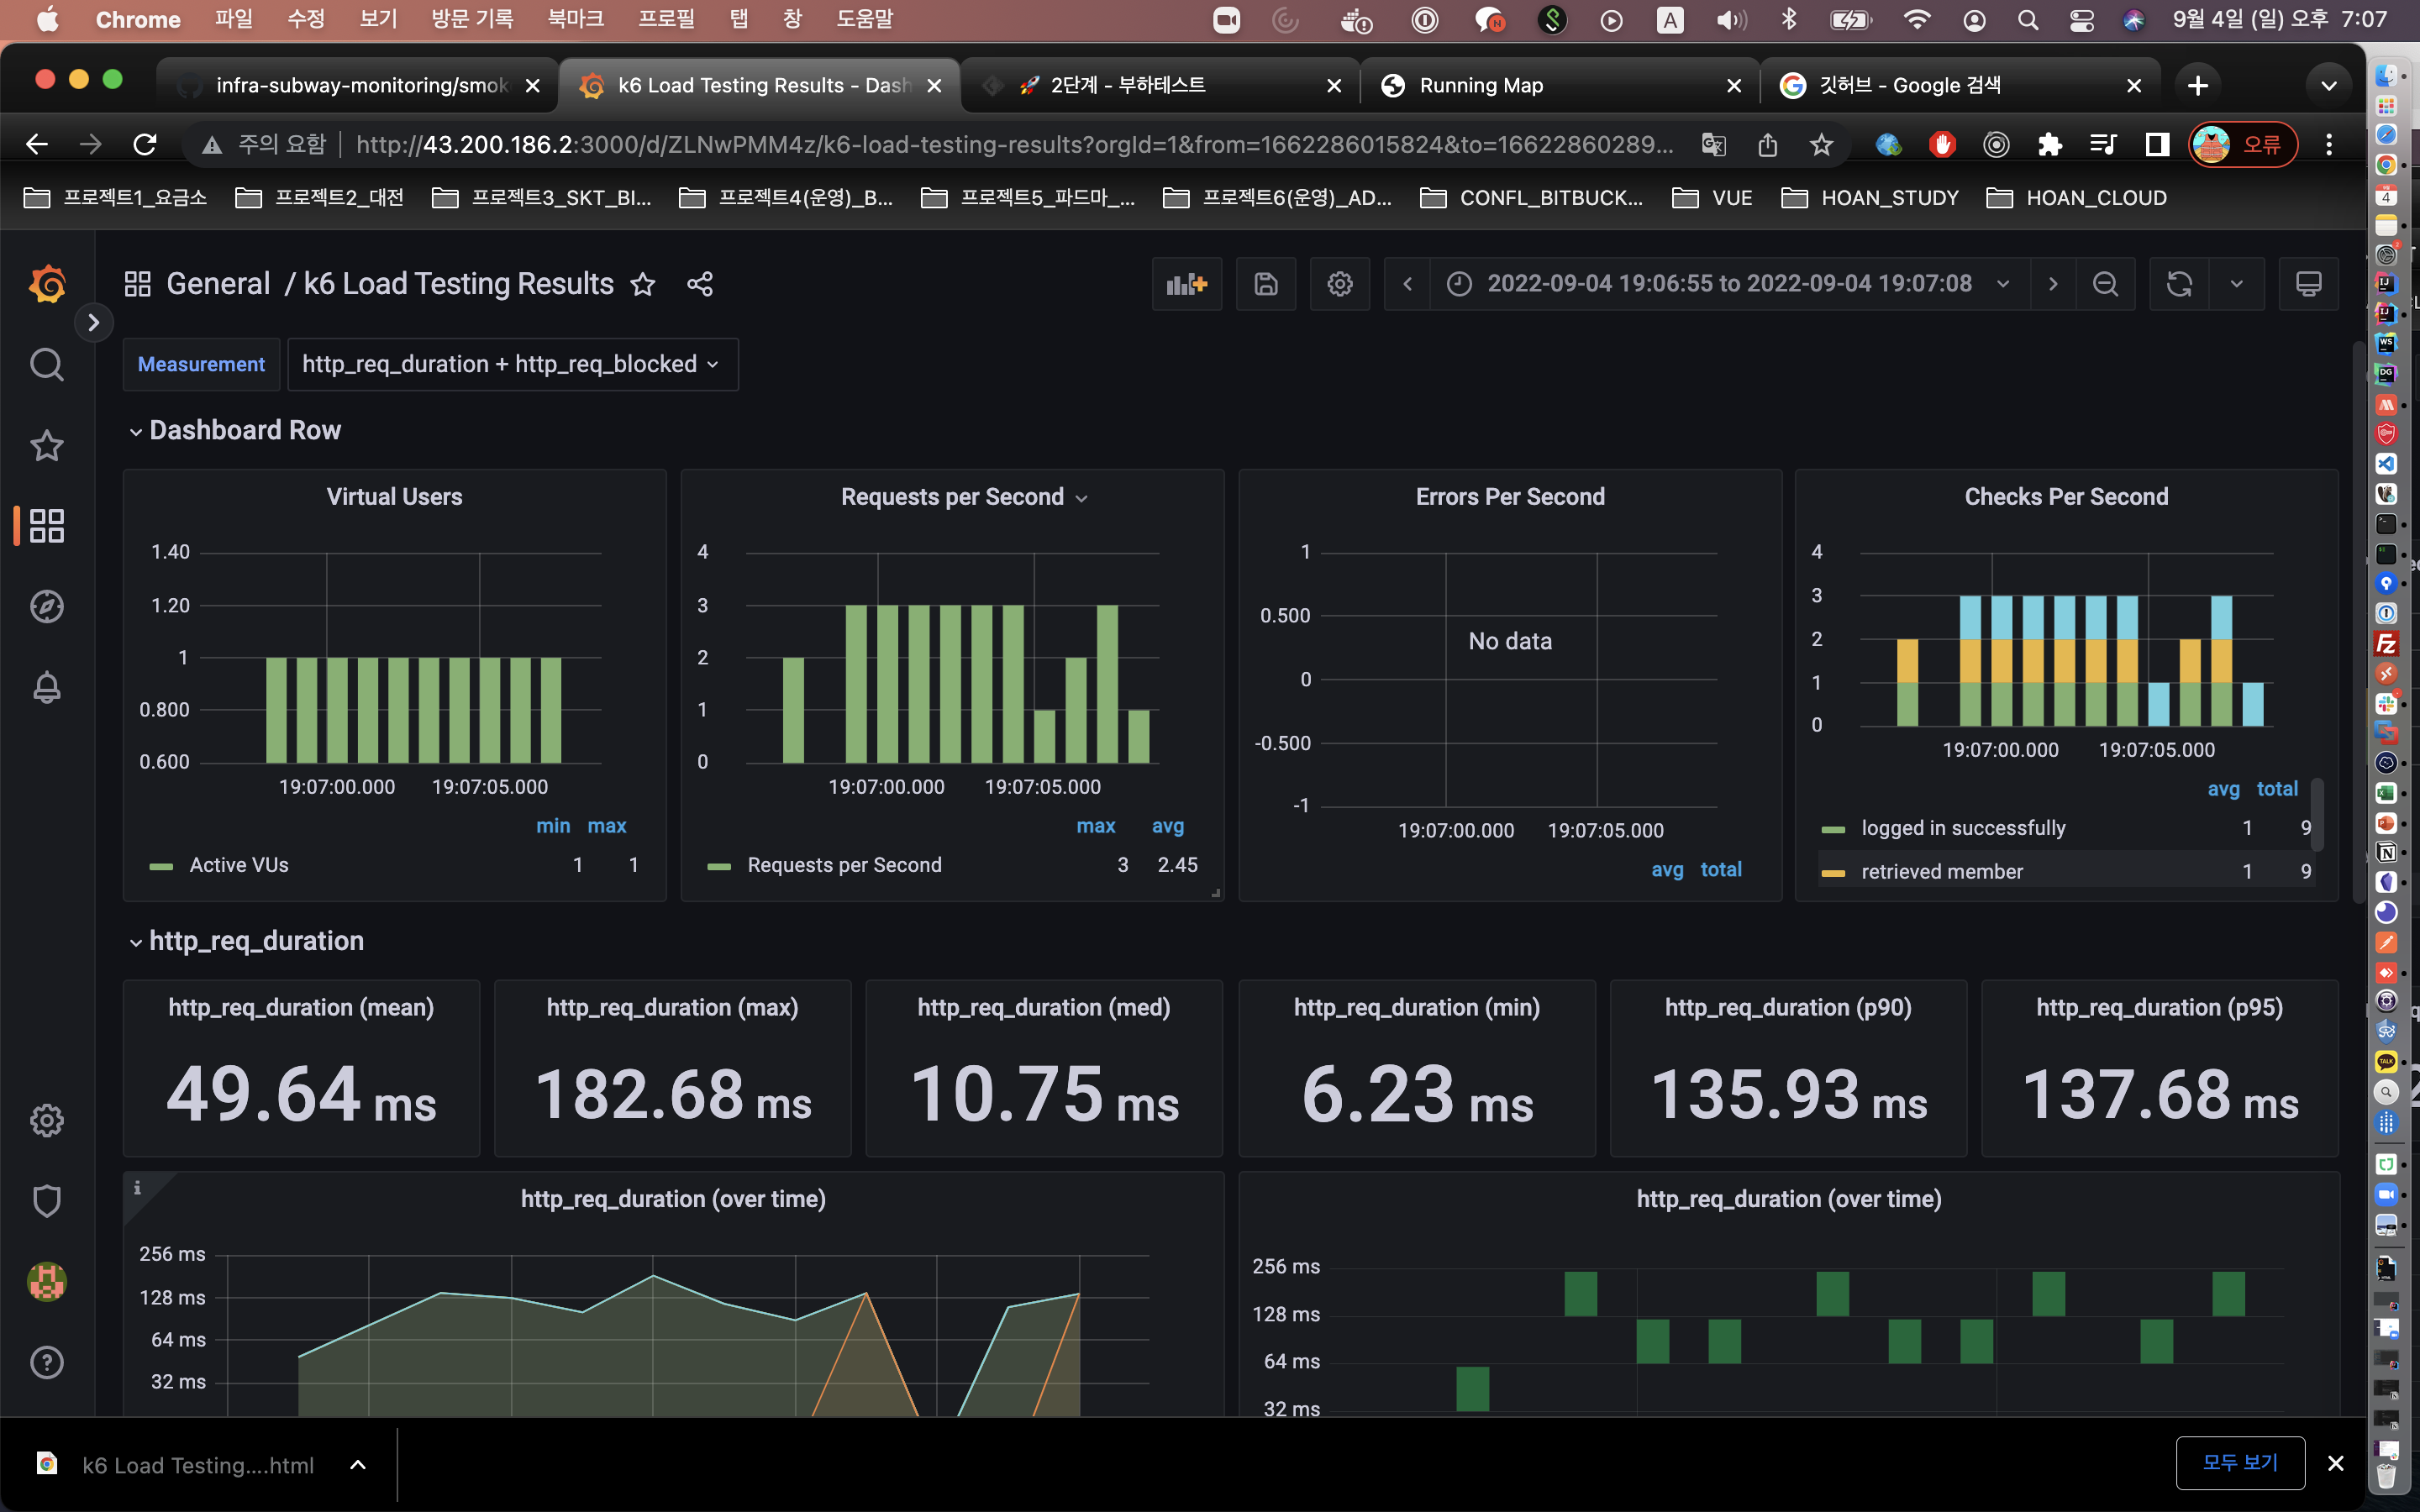 Chrome 파일 수정 보기 방문 기록 북마크 프로필 탭 창 도움말 A 9월 4일 (일) 오후 7:07
infra-subway-monitoring/smok k6 Load Testing Results - Dash 🚀 2단계 - 부하테스트 Running Map 깃허브 - Google 검색
주의 요함 http://43.200.186.2:3000/d/ZLNwPMM4z/k6-load-testing-results?orgId=1&from=1662286015824&to=16622860289... 오류
프로젝트1_요금소 프로젝트2_대전 프로젝트3_SKT_BI... 프로젝트4(운영)_B... 프로젝트5_파드마_... 프로젝트6(운영)_AD... CONFL_BITBUCK... VUE HOAN_STUDY HOAN_CLOUD
General / k6 Load Testing Results 2022-09-04 19:06:55 to 2022-09-04 19:07:08
Measurement http_req_duration + http_req_blocked
Dashboard Row
Virtual Users
1.40
1.20
1
0.800
0.600
19:07:00.000 19:07:05.000
min max
Active VUs 1 1
Requests per Second
4
3
2
1
0
19:07:00.000 19:07:05.000
max avg
Requests per Second 3 2.45
Errors Per Second
1
0.500
0
-0.500
-1
No data
19:07:00.000 19:07:05.000
avg total
Checks Per Second
4
3
2
1
0
19:07:00.000 19:07:05.000
avg total
logged in successfully 1 9
retrieved member 1 9
http_req_duration
http_req_duration (mean)
49.64 ms
http_req_duration (max)
182.68 ms
http_req_duration (med)
10.75 ms
http_req_duration (min)
6.23 ms
http_req_duration (p90)
135.93 ms
http_req_duration (p95)
137.68 ms
http_req_duration (over time)
256 ms
128 ms
64 ms
32 ms
http_req_duration (over time)
256 ms
128 ms
64 ms
32 ms
k6 Load Testing....html
모두 보기